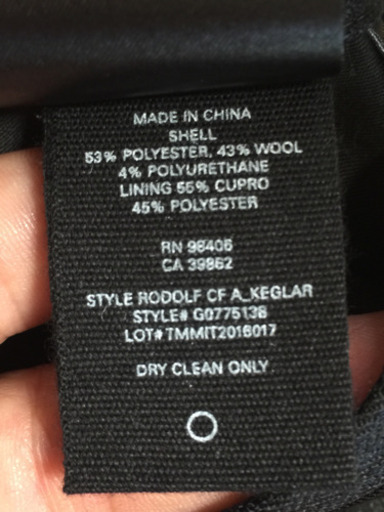 MADE IN CHINA
SHELL
53% POLYESTER, 43% WOOL
4% POLYURETHANE
LINING 55% CUPRO
45% POLYESTER
RN 98406
CA 39862
STYLE RODOLF CF A_KEGLAR
STYLE# G0775138
LOT# TMMIT2016017
DRY CLEAN ONLY